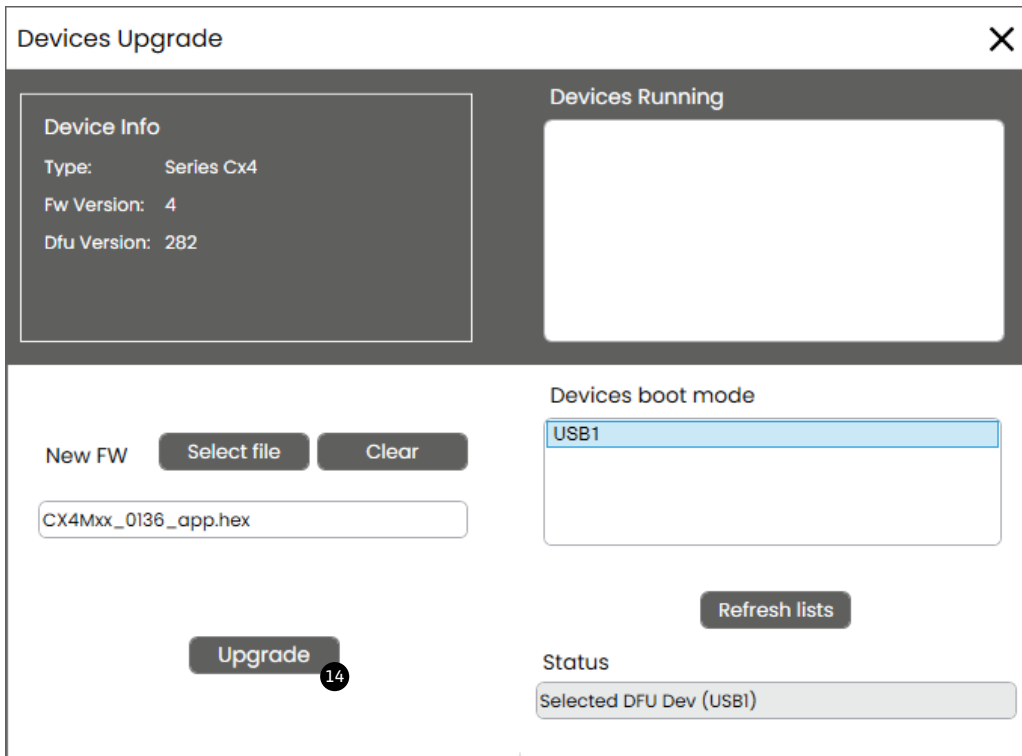 Devices Upgrade
Device Info
Type: Series Cx4
Fw Version: 4
Dfu Version: 282
Devices Running
New FW
Select file
Clear
CX4Mxx_0136_app.hex
Upgrade
14
Devices boot mode
USB1
Refresh lists
Status
Selected DFU Dev (USB1)